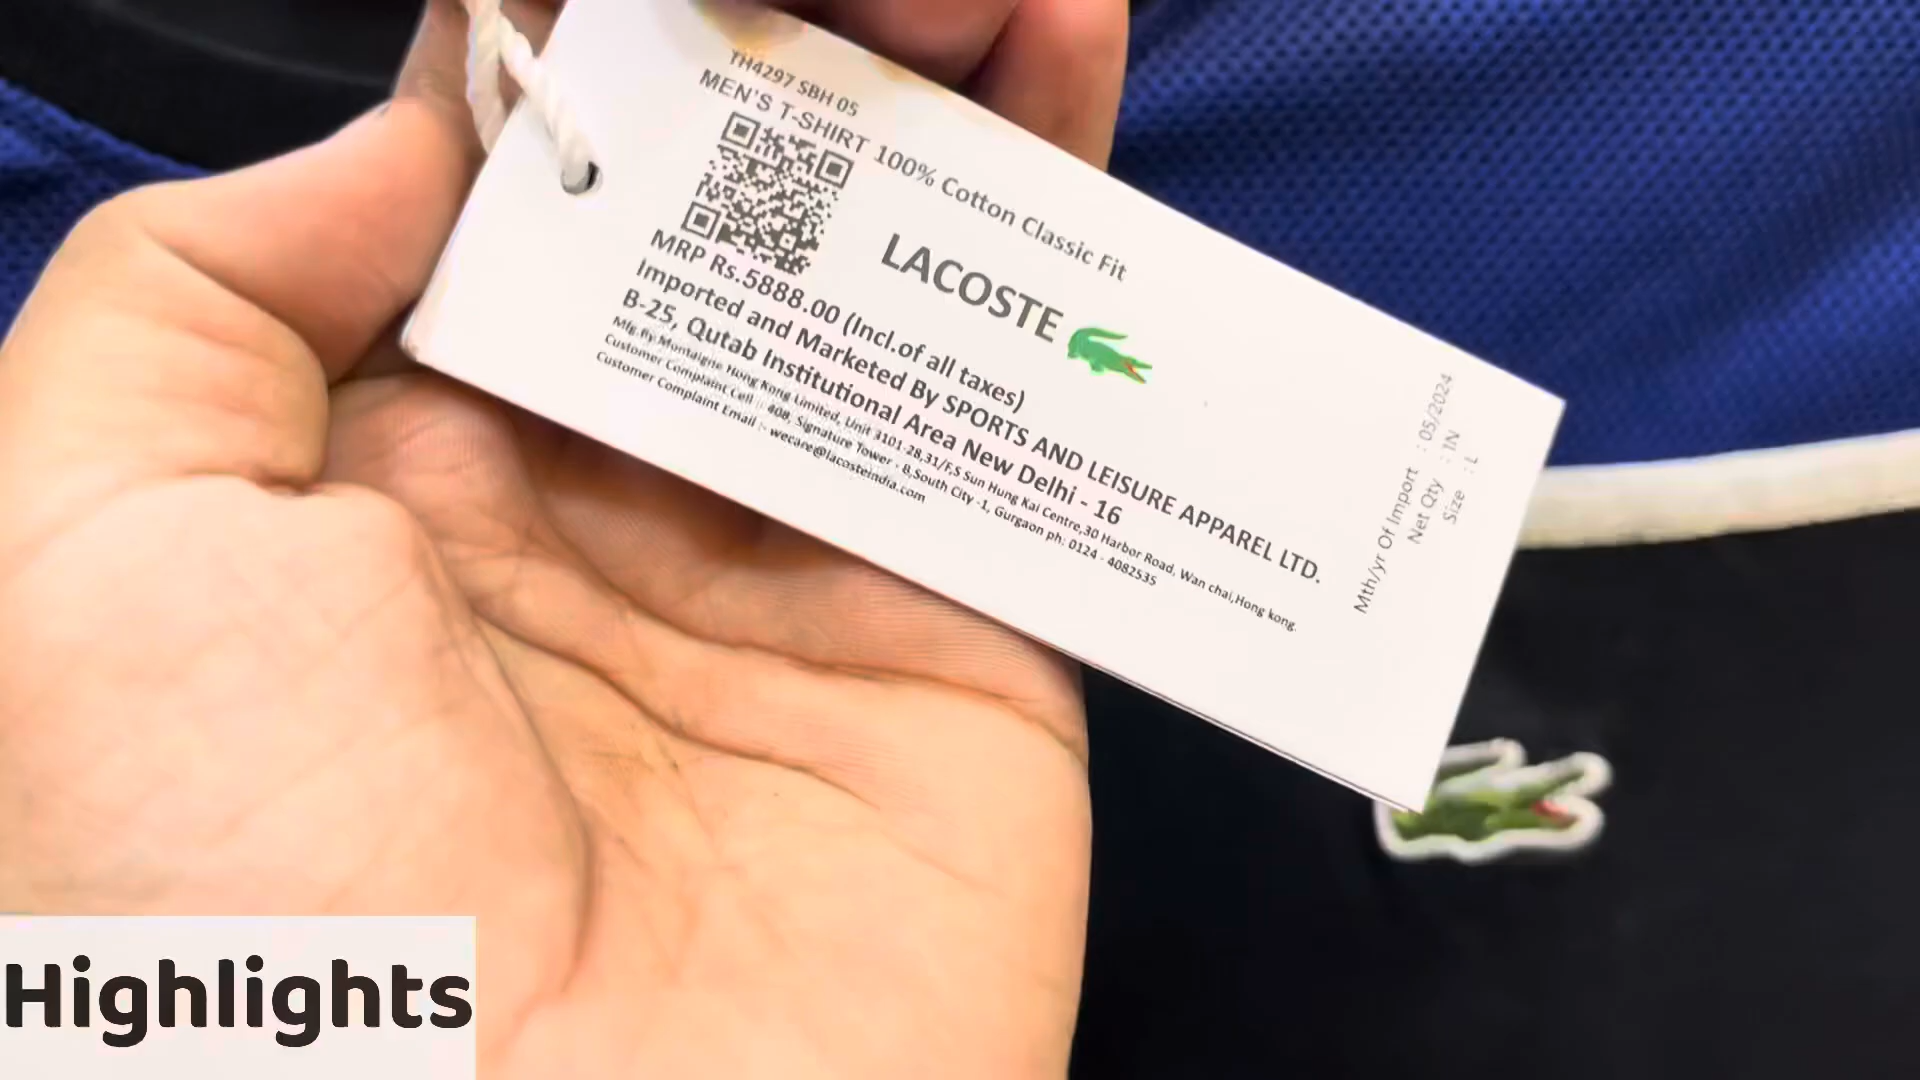 TH4297 SBH 05
MEN'S T-SHIRT 100% Cotton Classic Fit
LACOSTE
MRP Rs.5888.00 (Incl.of all taxes)
Imported and Marketed By SPORTS AND LEISURE APPAREL LTD.
B-25, Qutab Institutional Area New Delhi - 16
Mfg.By Montaigne Hong Kong Limited, Unit 3101-28,31/F,S Sun Hung Kai Centre,30 Harbor Road, Wan chai,Hong kong.
Customer Complaint Cell : 408, Signature Tower - 8,South City -1, Gurgaon ph: 0124 - 4082535
Customer Complaint Email :- wecare@lacosteindia.com
Mth/yr Of Import : 05/2024
Net Qty : 1N
Size : L
Highlights